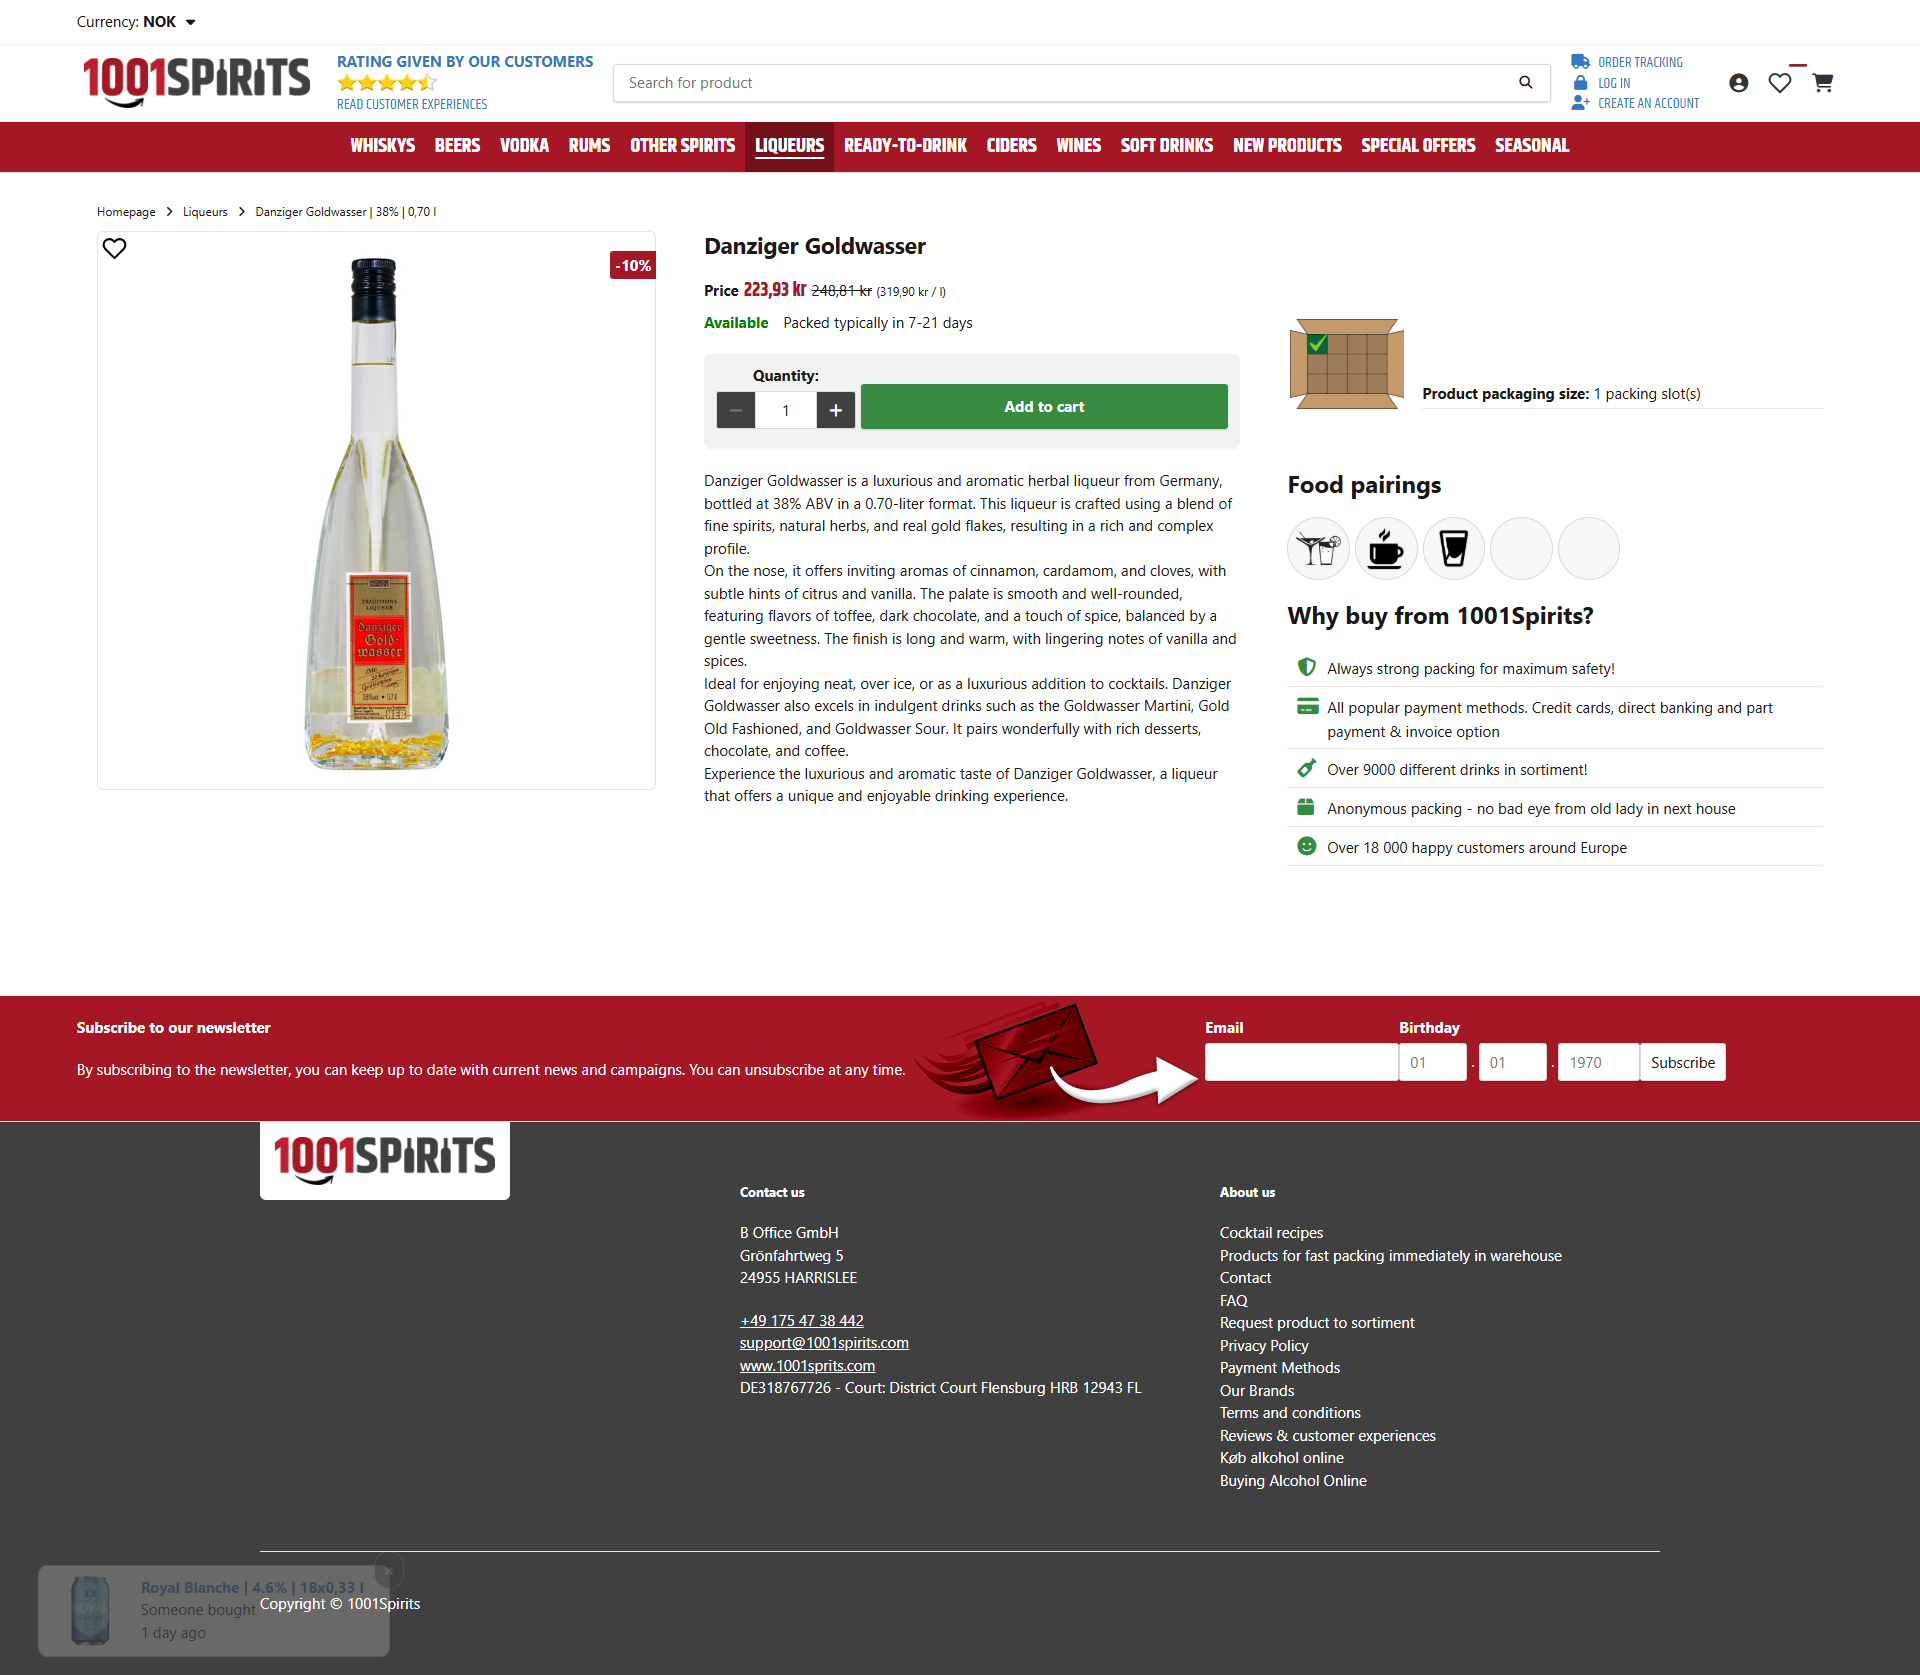 Currency: NOK
1001SPIRITS
RATING GIVEN BY OUR CUSTOMERS
READ CUSTOMER EXPERIENCES
Search for product
ORDER TRACKING
LOG IN
CREATE AN ACCOUNT
WHISKYS BEERS VODKA RUMS OTHER SPIRITS LIQUEURS READY-TO-DRINK CIDERS WINES SOFT DRINKS NEW PRODUCTS SPECIAL OFFERS SEASONAL
Homepage > Liqueurs > Danziger Goldwasser | 38% | 0,70 l
-10%
TRADITIONS
LIQUEUR
Danziger
Gold-
wasser
38%vol • 0,7 l
Danziger Goldwasser
Price 223,93 kr 248,81 kr (319,90 kr / l)
Available Packed typically in 7-21 days
Quantity:
1
Add to cart
Product packaging size: 1 packing slot(s)
Danziger Goldwasser is a luxurious and aromatic herbal liqueur from Germany,
bottled at 38% ABV in a 0.70-liter format. This liqueur is crafted using a blend of
fine spirits, natural herbs, and real gold flakes, resulting in a rich and complex
profile.
On the nose, it offers inviting aromas of cinnamon, cardamom, and cloves, with
subtle hints of citrus and vanilla. The palate is smooth and well-rounded,
featuring flavors of toffee, dark chocolate, and a touch of spice, balanced by a
gentle sweetness. The finish is long and warm, with lingering notes of vanilla and
spices.
Ideal for enjoying neat, over ice, or as a luxurious addition to cocktails. Danziger
Goldwasser also excels in indulgent drinks such as the Goldwasser Martini, Gold
Old Fashioned, and Goldwasser Sour. It pairs wonderfully with rich desserts,
chocolate, and coffee.
Experience the luxurious and aromatic taste of Danziger Goldwasser, a liqueur
that offers a unique and enjoyable drinking experience.
Food pairings
Why buy from 1001Spirits?
Always strong packing for maximum safety!
All popular payment methods. Credit cards, direct banking and part
payment & invoice option
Over 9000 different drinks in sortiment!
Anonymous packing - no bad eye from old lady in next house
Over 18 000 happy customers around Europe
Subscribe to our newsletter
By subscribing to the newsletter, you can keep up to date with current news and campaigns. You can unsubscribe at any time.
Email
Birthday
01 . 01 . 1970 Subscribe
1001SPIRITS
Contact us
B Office GmbH
Grönfahrtweg 5
24955 HARRISLEE
+49 175 47 38 442
support@1001spirits.com
www.1001sprits.com
DE318767726 - Court: District Court Flensburg HRB 12943 FL
About us
Cocktail recipes
Products for fast packing immediately in warehouse
Contact
FAQ
Request product to sortiment
Privacy Policy
Payment Methods
Our Brands
Terms and conditions
Reviews & customer experiences
Køb alkohol online
Buying Alcohol Online
Royal Blanche | 4.6% | 18x0,33 l
Someone bought
1 day ago
Copyright © 1001Spirits